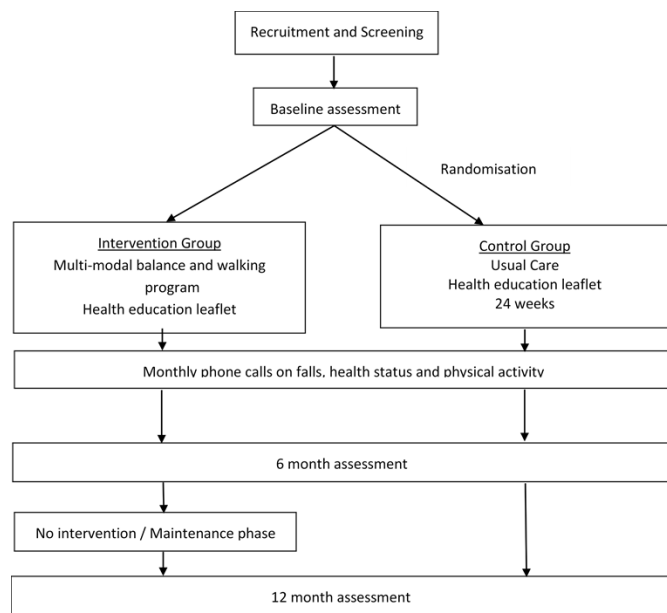 Recruitment and Screening
Baseline assessment
Randomisation
Intervention Group
Multi-modal balance and walking
program
Health education leaflet
Control Group
Usual Care
Health education leaflet
24 weeks
Monthly phone calls on falls, health status and physical activity
6 month assessment
No intervention / Maintenance phase
12 month assessment